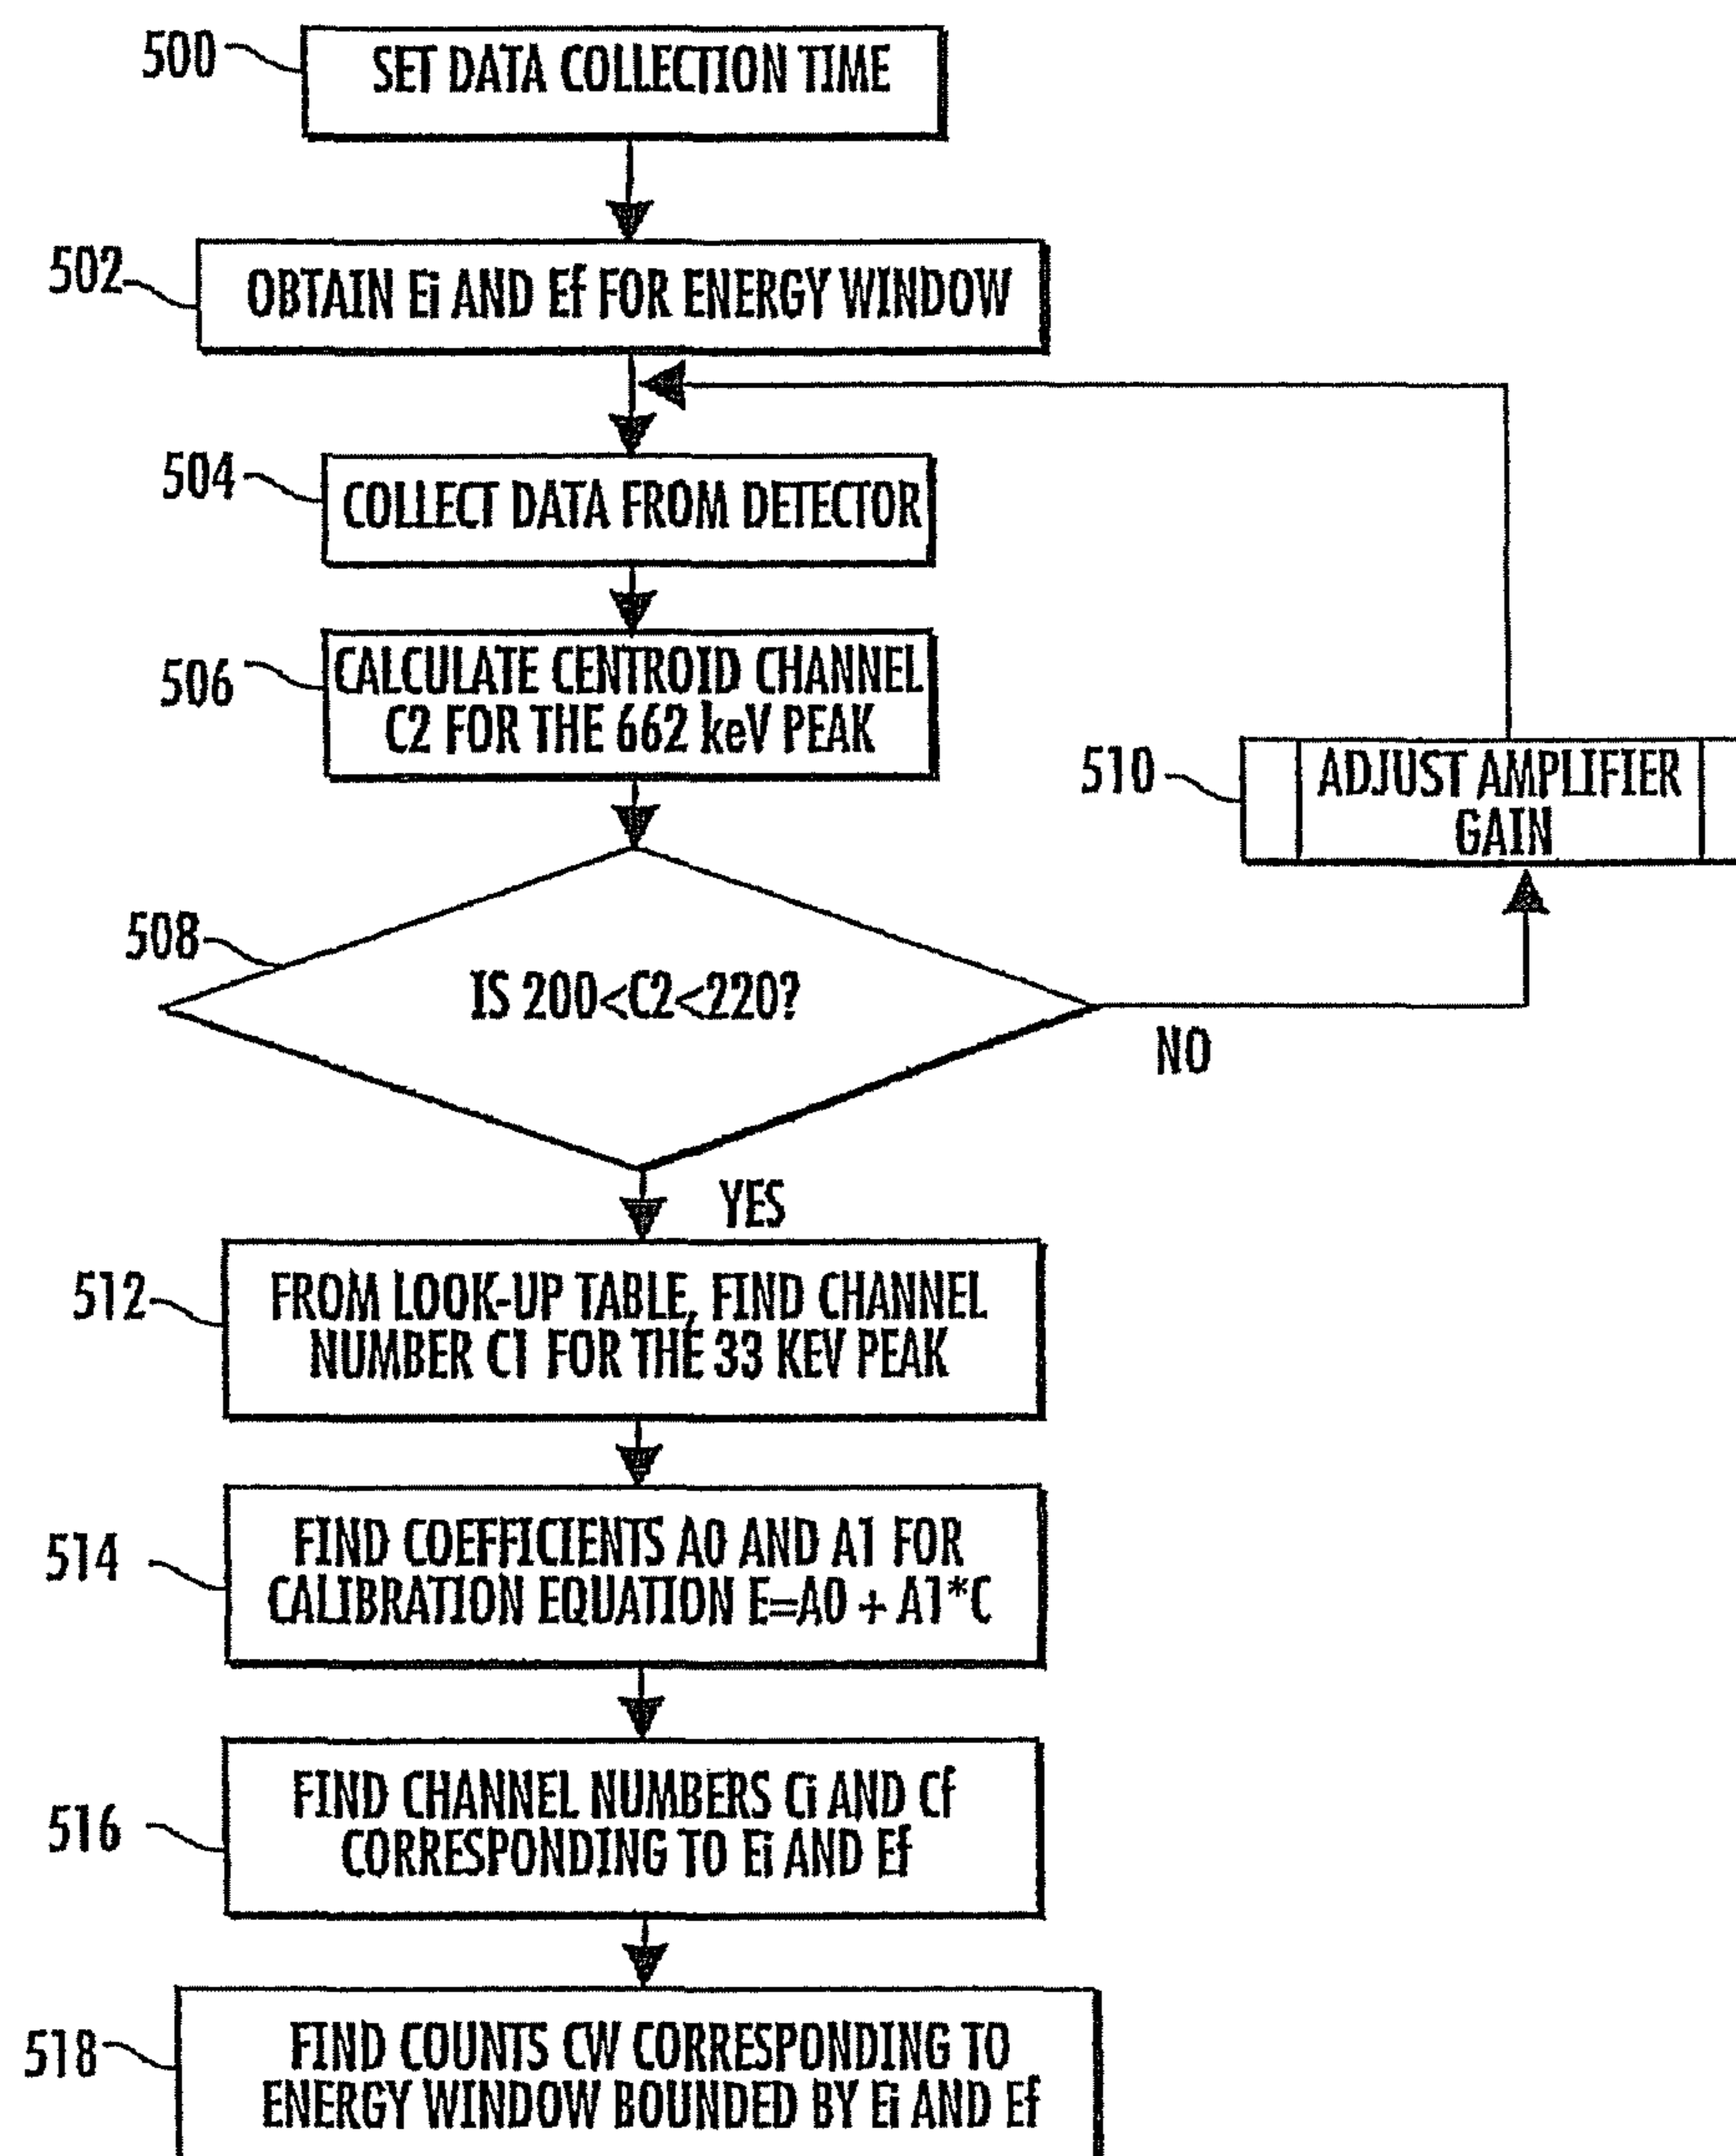 500
SET DATA COLLECTION TIME
502
OBTAIN Ei AND Ef FOR ENERGY WINDOW
504
COLLECT DATA FROM DETECTOR
506
CALCULATE CENTROID CHANNEL
C2 FOR THE 662 keV PEAK
510
ADJUST AMPLIFIER
GAIN
508
IS 200<C2<220?
NO
YES
512
FROM LOOK-UP TABLE, FIND CHANNEL
NUMBER C1 FOR THE 33 KEV PEAK
514
FIND COEFFICIENTS A0 AND A1 FOR
CALIBRATION EQUATION E=A0 + A1*C
516
FIND CHANNEL NUMBERS Ci AND Cf
CORRESPONDING TO Ei AND Ef
518
FIND COUNTS CW CORRESPONDING TO
ENERGY WINDOW BOUNDED BY Ei AND Ef